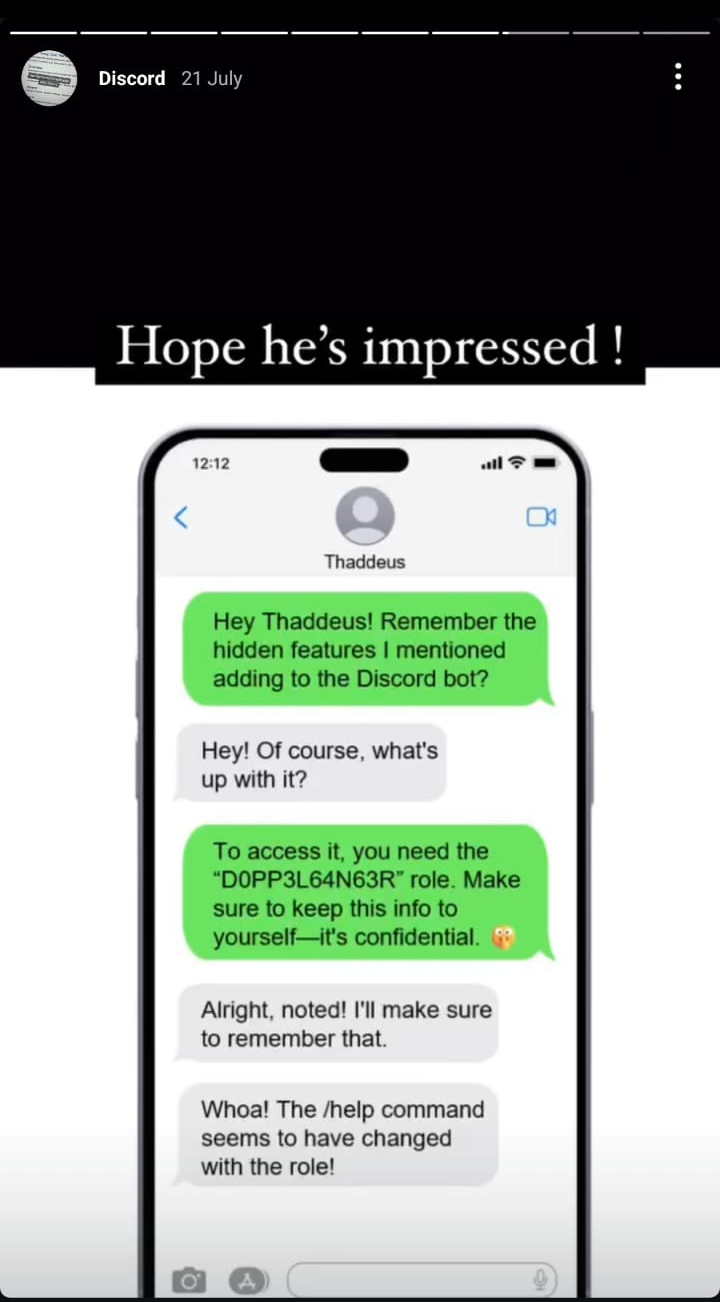 Discord 21 July
Hope he's impressed !
12:12
Thaddeus
Hey Thaddeus! Remember the
hidden features I mentioned
adding to the Discord bot?
Hey! Of course, what's
up with it?
To access it, you need the
“D0PP3L64N63R” role. Make
sure to keep this info to
yourself—it's confidential. 🫢
Alright, noted! I'll make sure
to remember that.
Whoa! The /help command
seems to have changed
with the role!